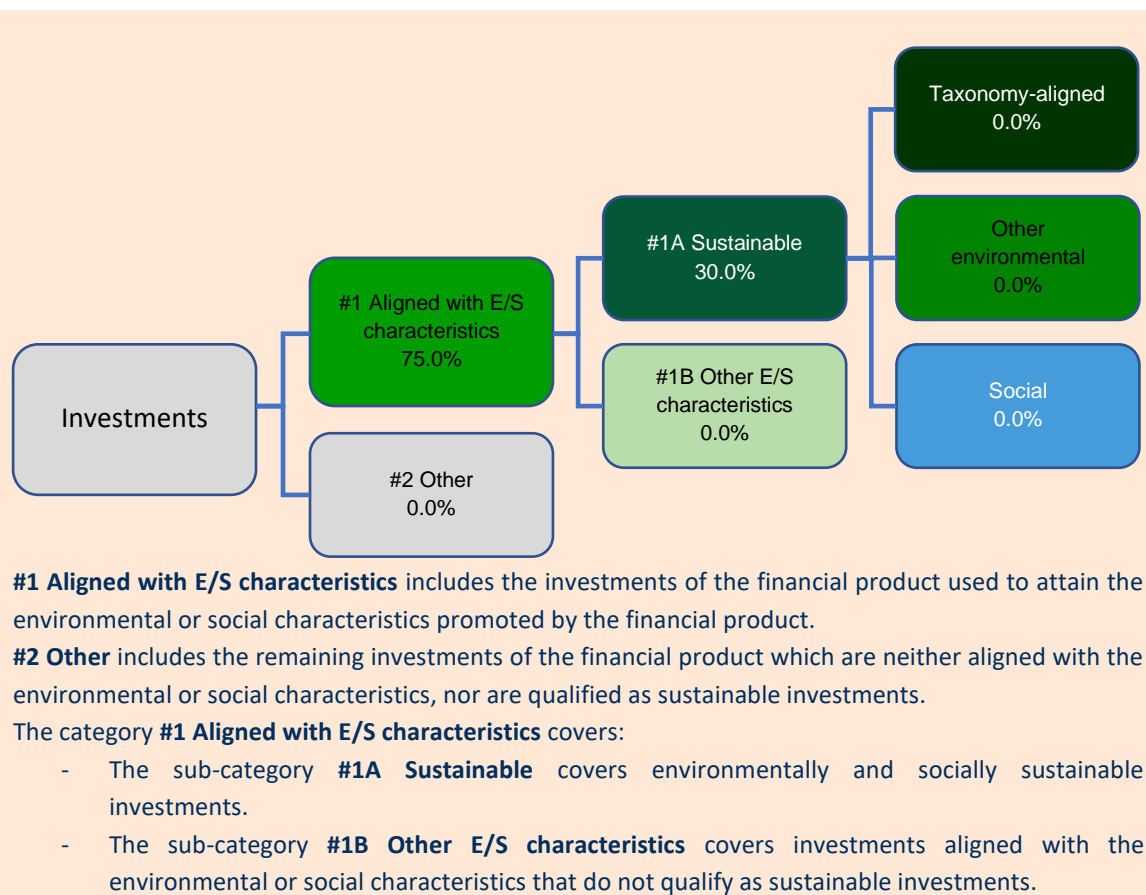 Taxonomy-aligned
0.0%
#1A Sustainable
30.0%
Other
environmental
0.0%
#1 Aligned with E/S
characteristics
75.0%
#1B Other E/S
characteristics
0.0%
Social
0.0%
Investments
#2 Other
0.0%
#1 Aligned with E/S characteristics includes the investments of the financial product used to attain the
environmental or social characteristics promoted by the financial product.
#2 Other includes the remaining investments of the financial product which are neither aligned with the
environmental or social characteristics, nor are qualified as sustainable investments.
The category #1 Aligned with E/S characteristics covers:
- The sub-category #1A Sustainable covers environmentally and socially sustainable
investments.
- The sub-category #1B Other E/S characteristics covers investments aligned with the
environmental or social characteristics that do not qualify as sustainable investments.